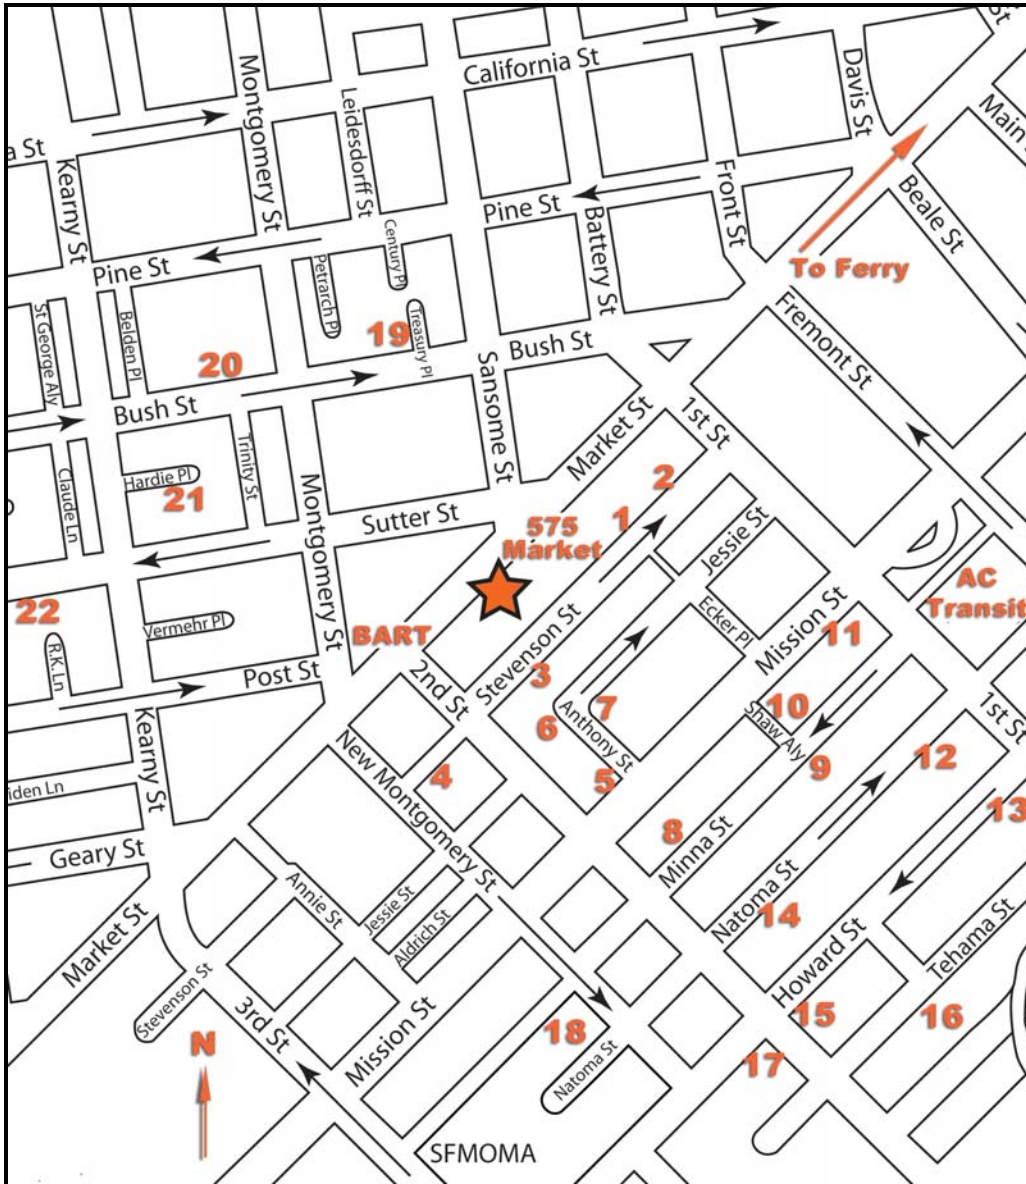 California St
Davis St
Main
a St
Montgomery St
Leidesdorff St
Kearny St
Front St
Beale St
Pine St
Battery St
Century Pl
To Ferry
Pine St
Petrarch Pl
St George Aly
Belden Pl
Treasury Pl
19
Fremont St
20
Bush St
Sansome St
Bush St
1st St
Market St
Trinity St
Claude Ln
Hardie Pl
21
Montgomery St
2
Sutter St
1
575
Market
Jessie St
AC
Transit
22
Vermehr Pl
BART
Ecker Pl
Mission St
11
R.K.Ln
Post St
2nd St
Stevenson St
3
10
7
6
Anthony St
Shaw Aly
1st St
Kearny St
New Montgomery St
4
5
9
12
iden Ln
13
8
Minna St
Geary St
Annie St
Jessie St
Natoma St
14
Market St
Aldrich St
Howard St
Tehama St
Stevenson St
3rd St
Mission St
15
16
18
N
Natoma St
17
SFMOMA